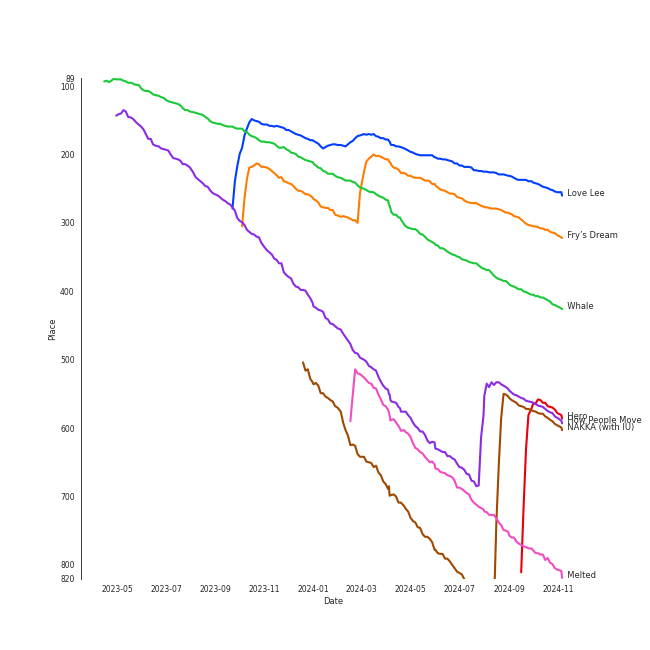 89
100
200
300
400
500
600
700
800
820
Place
2023-05
2023-07
2023-09
2023-11
2024-01
2024-03
2024-05
2024-07
2024-09
2024-11
Date
Love Lee
Fry's Dream
Whale
Hero
How People Move
NAKKA (with IU)
Melted